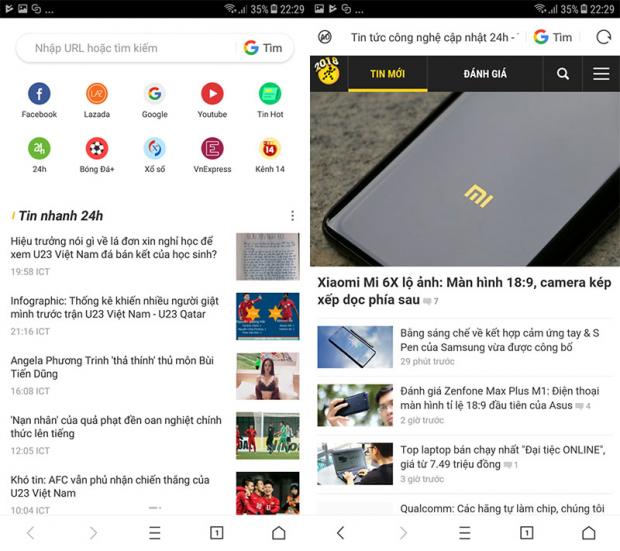 ... 35% 22:29
Nhập URL hoặc tìm kiếm
G Tìm
Facebook
Lazada
Google
Youtube
Tin Hot
24h
Bóng Đá+
Xổ số
VnExpress
Kênh 14
Tin nhanh 24h
Hiệu trưởng nói gì về lá đơn xin nghỉ học để
xem U23 Việt Nam đá bán kết của học sinh?
19:58 ICT
Infographic: Thống kê khiến nhiều người giật
mình trước trận U23 Việt Nam - U23 Qatar
21:16 ICT
Angela Phương Trinh 'thả thính' thủ môn Bùi
Tiến Dũng
16:08 ICT
'Nạn nhân' của quả phạt đền oan nghiệt chính
thức lên tiếng
12:05 ICT
Khó tin: AFC vẫn phủ nhận chiến thắng của
U23 Việt Nam
10:04 ICT
1
... 35% 22:29
Tin tức công nghệ cập nhật 24h -
G Tìm
2018
TIN MỚI
ĐÁNH GIÁ
Xiaomi Mi 6X lộ ảnh: Màn hình 18:9, camera kép
xếp dọc phía sau 7
Bằng sáng chế về kết hợp cảm ứng tay & S
Pen của Samsung vừa được công bố
29 phút trước
Đánh giá Zenfone Max Plus M1: Điện thoại
màn hình tỉ lệ 18:9 đầu tiên của Asus 4
2 giờ trước
Top laptop bán chạy nhất "Đại tiệc ONLINE",
giá từ 7.49 triệu đồng 1
3 giờ trước
Qualcomm: Các hãng tự làm chip, chúng tôi
1